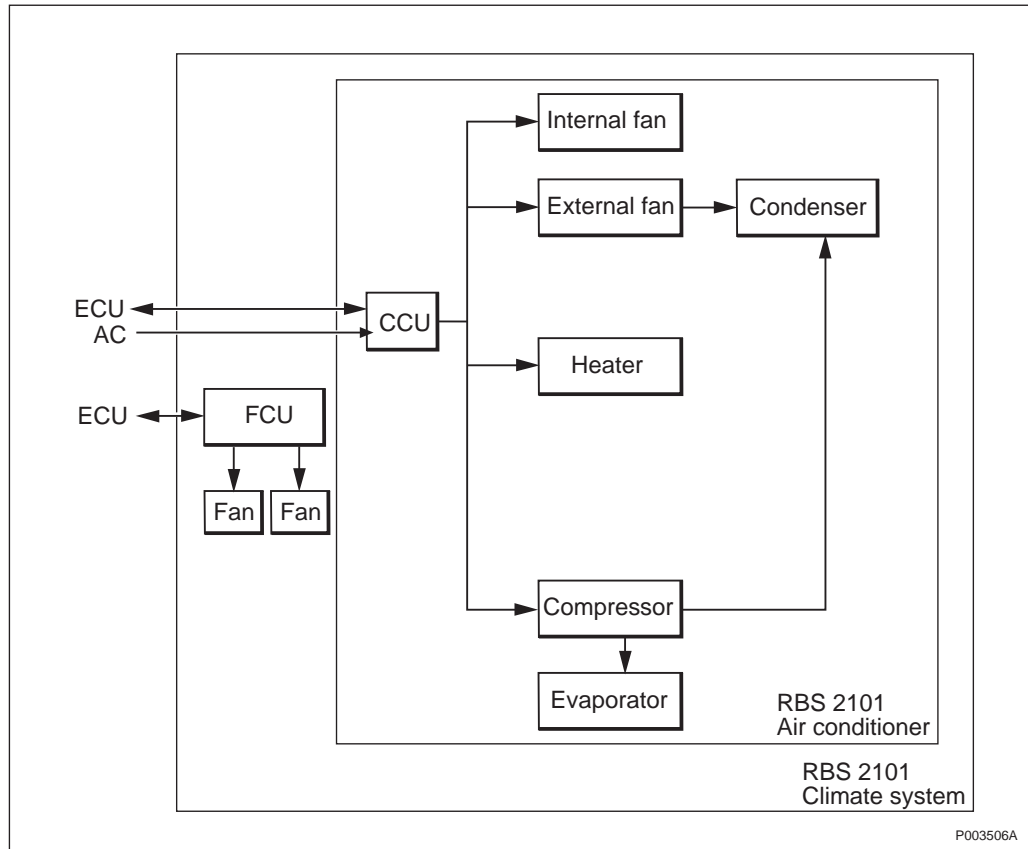 Internal fan
External fan
Condenser
ECU
AC
CCU
Heater
ECU
FCU
Fan
Fan
Compressor
Evaporator
RBS 2101
Air conditioner
RBS 2101
Climate system
P003506A